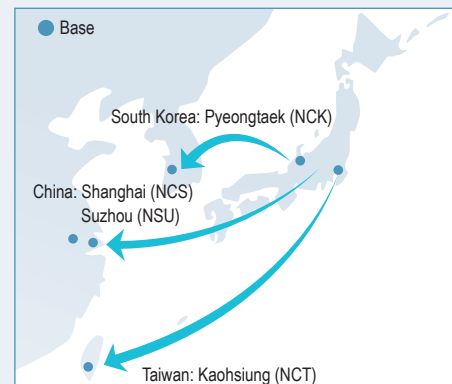 Base
South Korea: Pyeongtaek (NCK)
China: Shanghai (NCS)
Suzhou (NSU)
Taiwan: Kaohsiung (NCT)